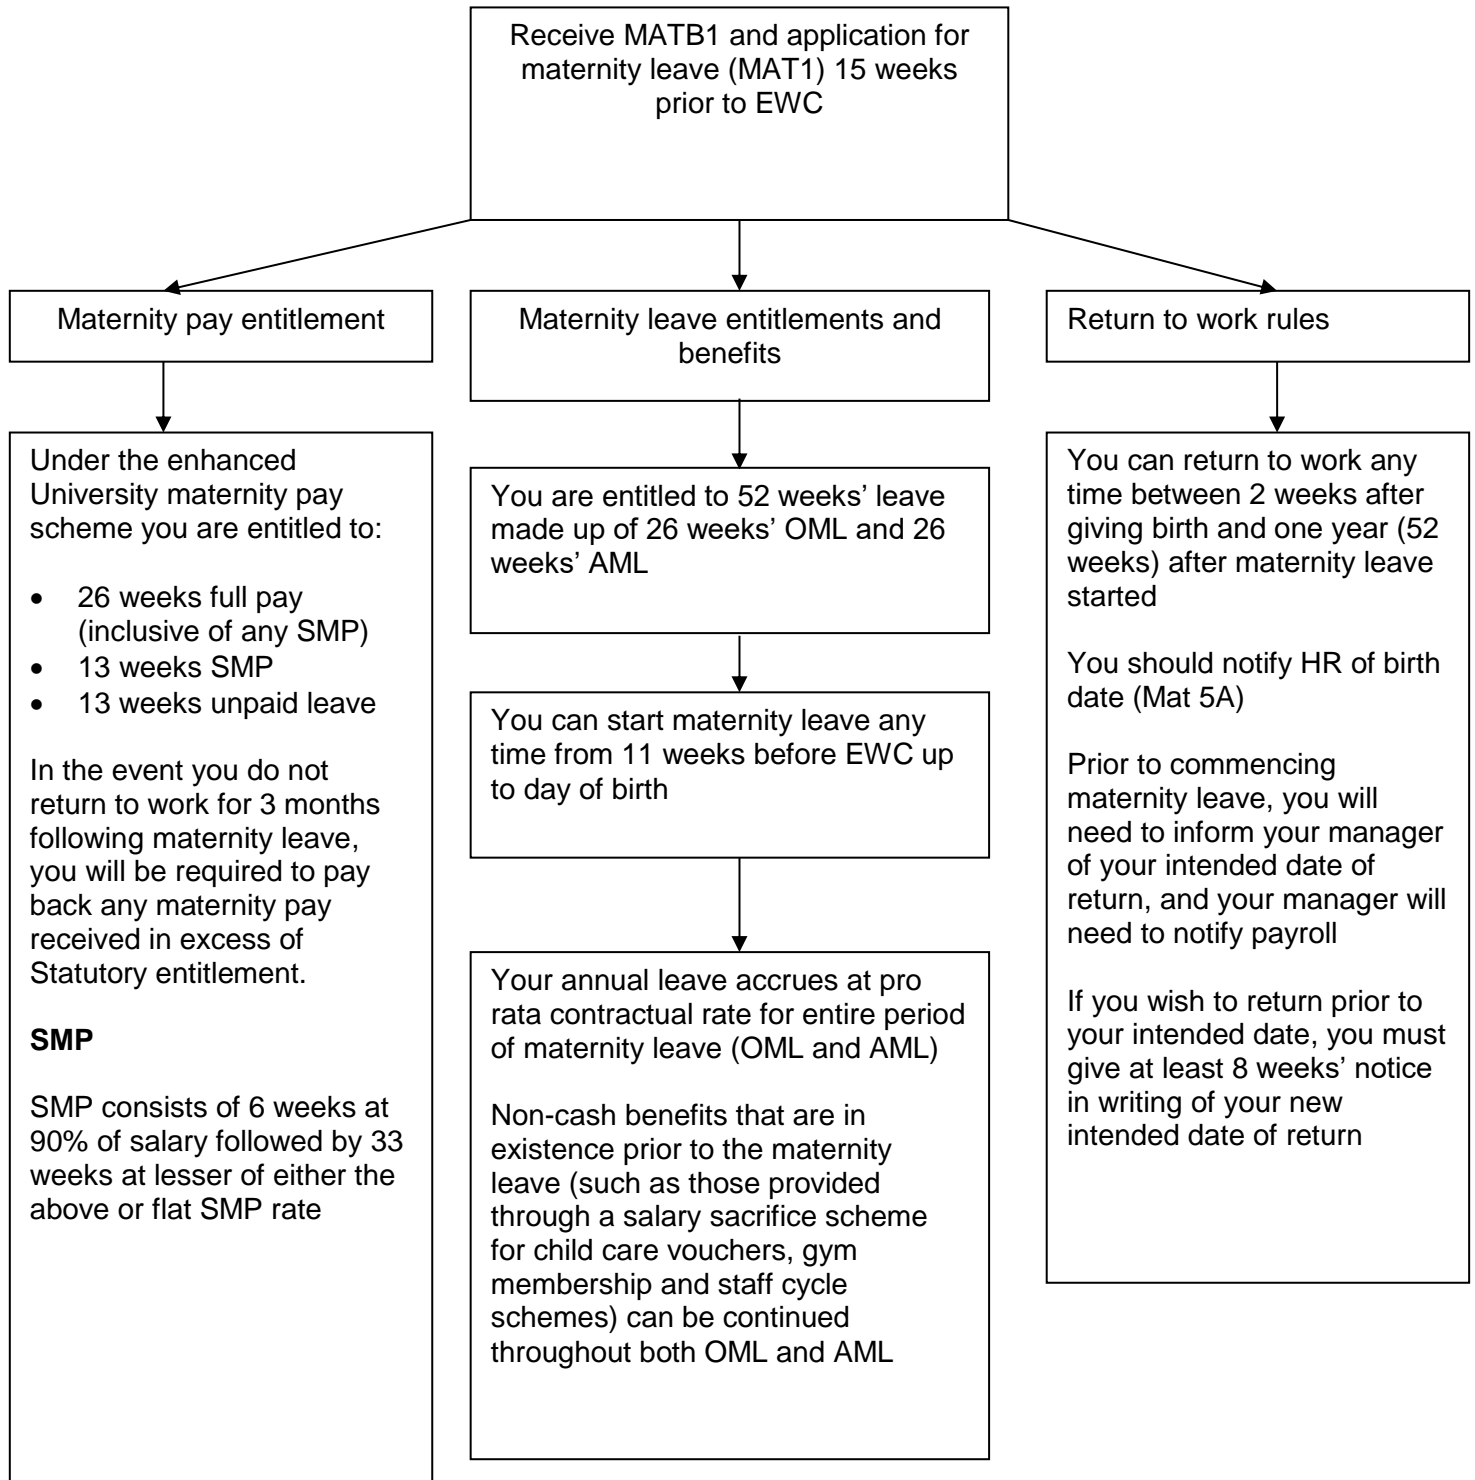 Receive MATB1 and application for
maternity leave (MAT1) 15 weeks
prior to EWC
Maternity pay entitlement
Under the enhanced
University maternity pay
scheme you are entitled to:
• 26 weeks full pay
(inclusive of any SMP)
• 13 weeks SMP
• 13 weeks unpaid leave
In the event you do not
return to work for 3 months
following maternity leave,
you will be required to pay
back any maternity pay
received in excess of
Statutory entitlement.
SMP
SMP consists of 6 weeks at
90% of salary followed by 33
weeks at lesser of either the
above or flat SMP rate
Maternity leave entitlements and
benefits
You are entitled to 52 weeks’ leave
made up of 26 weeks’ OML and 26
weeks’ AML
You can start maternity leave any
time from 11 weeks before EWC up
to day of birth
Your annual leave accrues at pro
rata contractual rate for entire period
of maternity leave (OML and AML)
Non-cash benefits that are in
existence prior to the maternity
leave (such as those provided
through a salary sacrifice scheme
for child care vouchers, gym
membership and staff cycle
schemes) can be continued
throughout both OML and AML
Return to work rules
You can return to work any
time between 2 weeks after
giving birth and one year (52
weeks) after maternity leave
started
You should notify HR of birth
date (Mat 5A)
Prior to commencing
maternity leave, you will
need to inform your manager
of your intended date of
return, and your manager will
need to notify payroll
If you wish to return prior to
your intended date, you must
give at least 8 weeks’ notice
in writing of your new
intended date of return